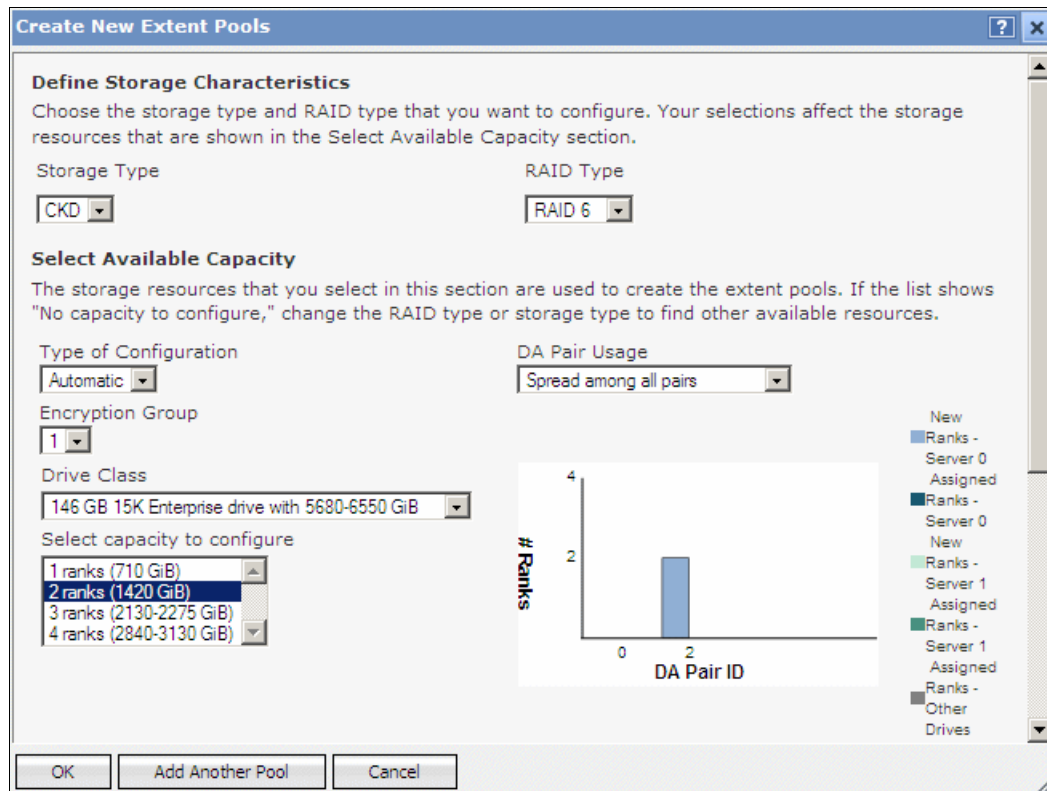 Create New Extent Pools
?
Define Storage Characteristics
Choose the storage type and RAID type that you want to configure. Your selections affect the storage
resources that are shown in the Select Available Capacity section.
Storage Type
RAID Type
CKD
RAID 6
Select Available Capacity
The storage resources that you select in this section are used to create the extent pools. If the list shows
"No capacity to configure," change the RAID type or storage type to find other available resources.
Type of Configuration
DA Pair Usage
Automatic
Spread among all pairs
Encryption Group
1
Drive Class
146 GB 15K Enterprise drive with 5680-6550 GiB
Select capacity to configure
1 ranks (710 GiB)
2 ranks (1420 GiB)
3 ranks (2130-2275 GiB)
4 ranks (2840-3130 GiB)
# Ranks
4
2
0 2
DA Pair ID
New
Ranks -
Server 0
Assigned
Ranks -
Server 0
New
Ranks -
Server 1
Assigned
Ranks -
Server 1
Assigned
Ranks -
Other
Drives
OK
Add Another Pool
Cancel